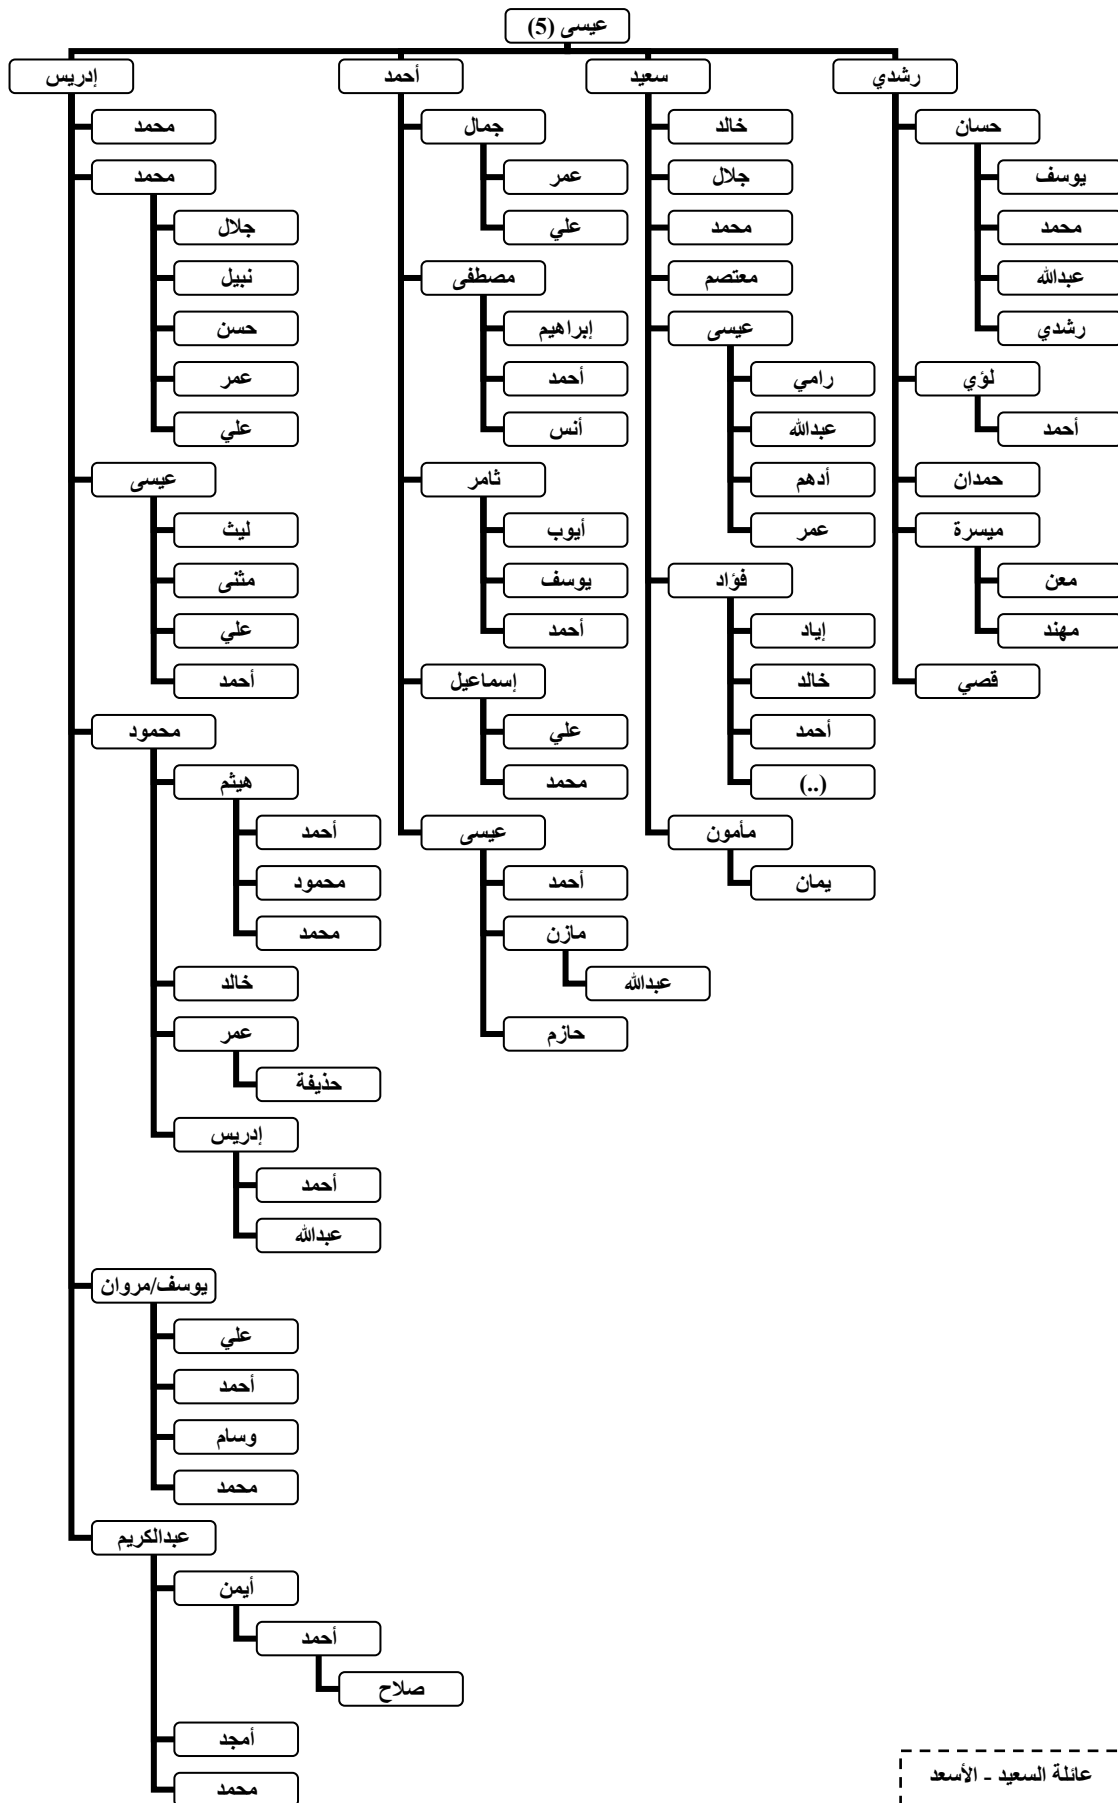 عيسى (5)
رشدي
حسان
يوسف
محمد
عبدالله
رشدي
لؤي
أحمد
حمدان
ميسرة
معن
مهند
قصي
سعيد
خالد
جلال
محمد
معتصم
عيسى
رامي
عبدالله
أدهم
عمر
فؤاد
إياد
خالد
أحمد
(..)
مأمون
يمان
أحمد
جمال
عمر
علي
مصطفى
إبراهيم
أحمد
أنس
ثامر
أيوب
يوسف
أحمد
إسماعيل
علي
محمد
عيسى
أحمد
مازن
عبدالله
حازم
إدريس
محمد
محمد
جلال
نبيل
حسن
عمر
علي
عيسى
ليث
مثنى
علي
أحمد
محمود
هيثم
أحمد
محمود
محمد
خالد
عمر
حذيفة
إدريس
أحمد
عبدالله
يوسف/مروان
علي
أحمد
وسام
محمد
عبدالكريم
أيمن
أحمد
صلاح
أمجد
محمد
عائلة السعيد - الأسعد